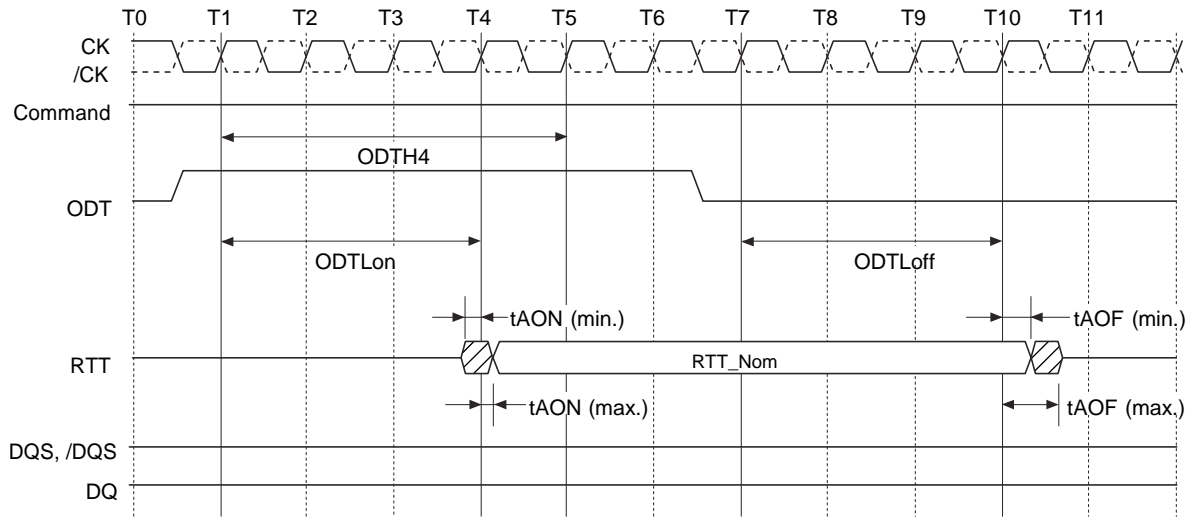 T0 T1 T2 T3 T4 T5 T6 T7 T8 T9 T10 T11
CK
/CK
Command
ODTH4
ODT
ODTLon ODTLoff
tAON (min.) tAOF (min.)
RTT RTT_Nom
tAON (max.) tAOF (max.)
DQS, /DQS
DQ